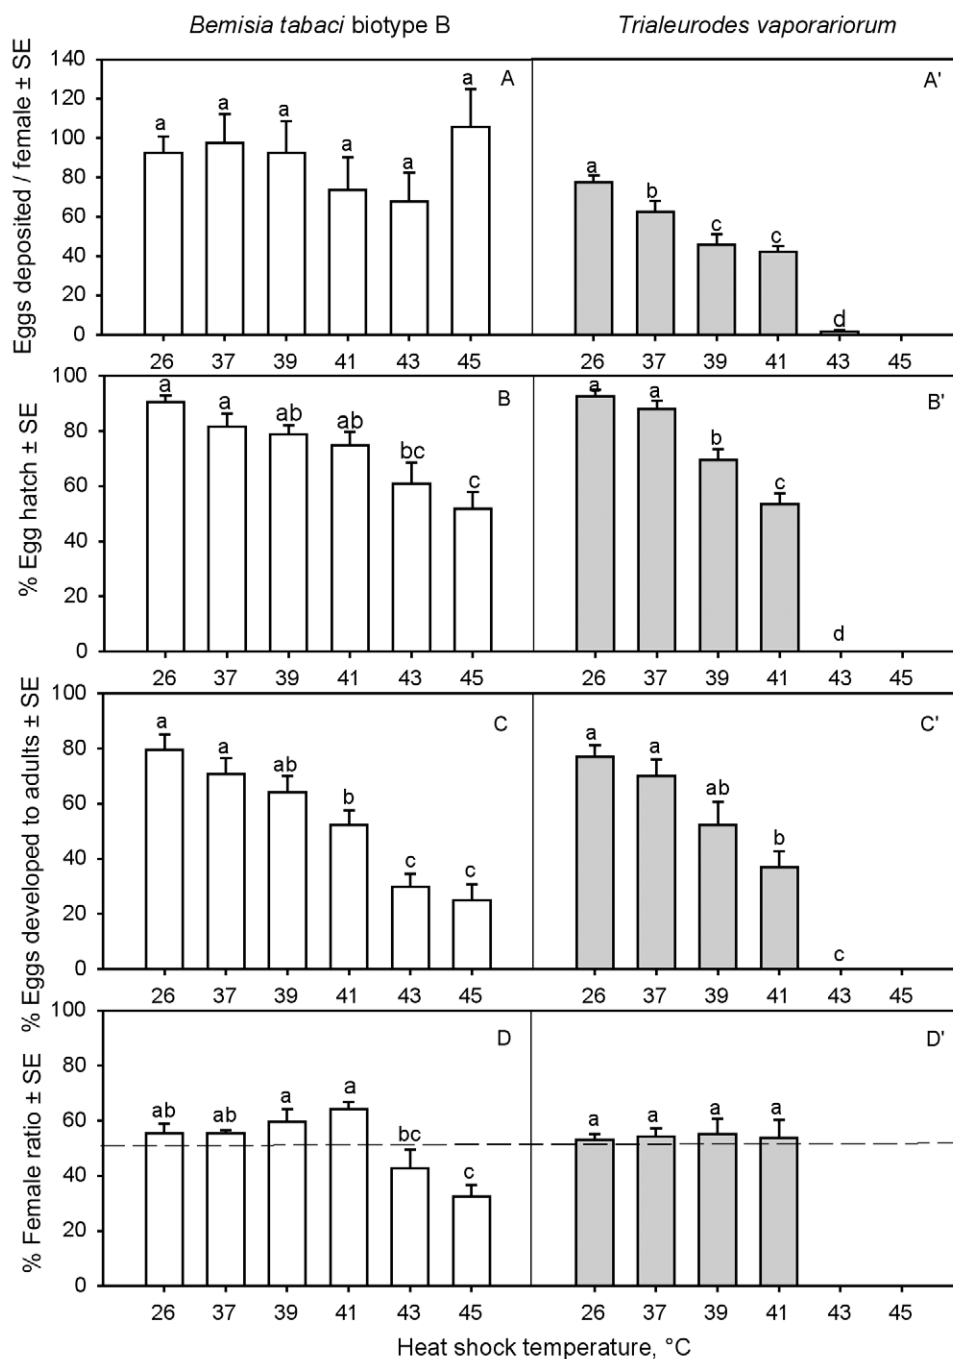 Bemisia tabaci biotype B
Trialeurodes vaporariorum
Eggs deposited / female ± SE
140
120
100
80
60
40
20
0
A
a a a a a a
26 37 39 41 43 45
A'
a b c c d
26 37 39 41 43 45
% Egg hatch ± SE
100
80
60
40
20
0
B
a a ab ab bc c
26 37 39 41 43 45
B'
a a b c d
26 37 39 41 43 45
% Eggs developed to adults ± SE
100
80
60
40
20
0
C
a a ab b c c
26 37 39 41 43 45
C'
a a ab b c
26 37 39 41 43 45
% Female ratio ± SE
100
80
60
40
20
0
D
ab ab a a bc c
26 37 39 41 43 45
D'
a a a a
26 37 39 41 43 45
Heat shock temperature, °C